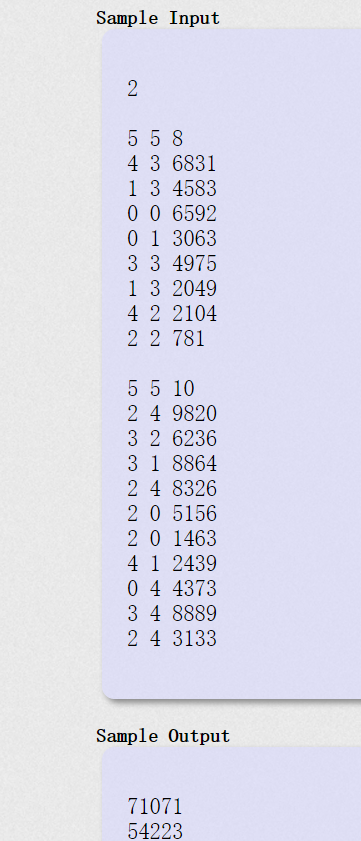 Sample Input
2
5 5 8
4 3 6831
1 3 4583
0 0 6592
0 1 3063
3 3 4975
1 3 2049
4 2 2104
2 2 781
5 5 10
2 4 9820
3 2 6236
3 1 8864
2 4 8326
2 0 5156
2 0 1463
4 1 2439
0 4 4373
3 4 8889
2 4 3133
Sample Output
71071
54223